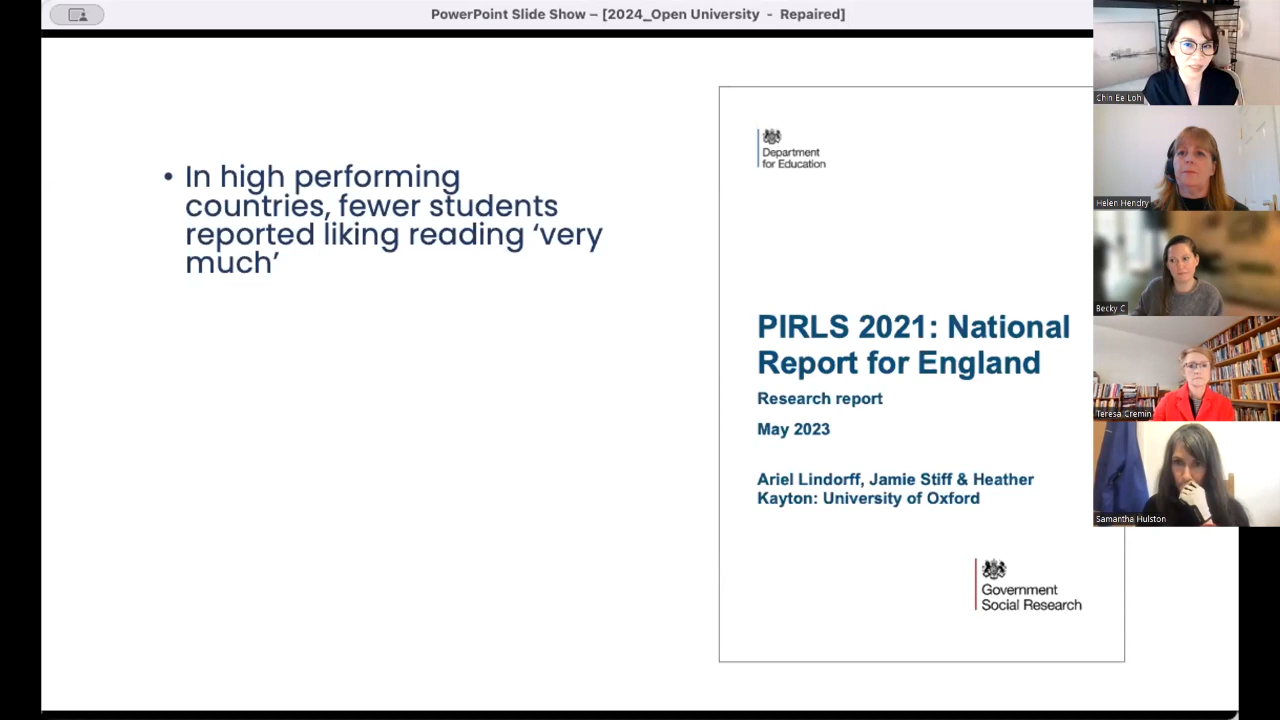 PowerPoint Slide Show – [2024_Open University - Repaired]
• In high performing
countries, fewer students
reported liking reading ‘very
much’
Department
for Education
PIRLS 2021: National
Report for England
Research report
May 2023
Ariel Lindorff, Jamie Stiff & Heather
Kayton: University of Oxford
Government
Social Research
Chin Ee Loh
Helen Hendry
Becky C
Teresa Cremin
Samantha Hulston